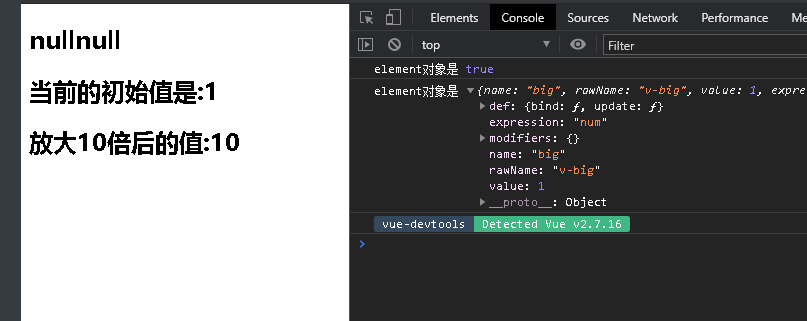 nullnull
当前的初始值是:1
放大10倍后的值:10
Elements Console Sources Network Performance Me
top Filter
element对象是 true
element对象是 ▼{name: "big", rawName: "v-big", value: 1, expre
▶ def: {bind: ƒ, update: ƒ}
expression: "num"
▶ modifiers: {}
name: "big"
rawName: "v-big"
value: 1
▶ __proto__: Object
vue-devtools Detected Vue v2.7.16